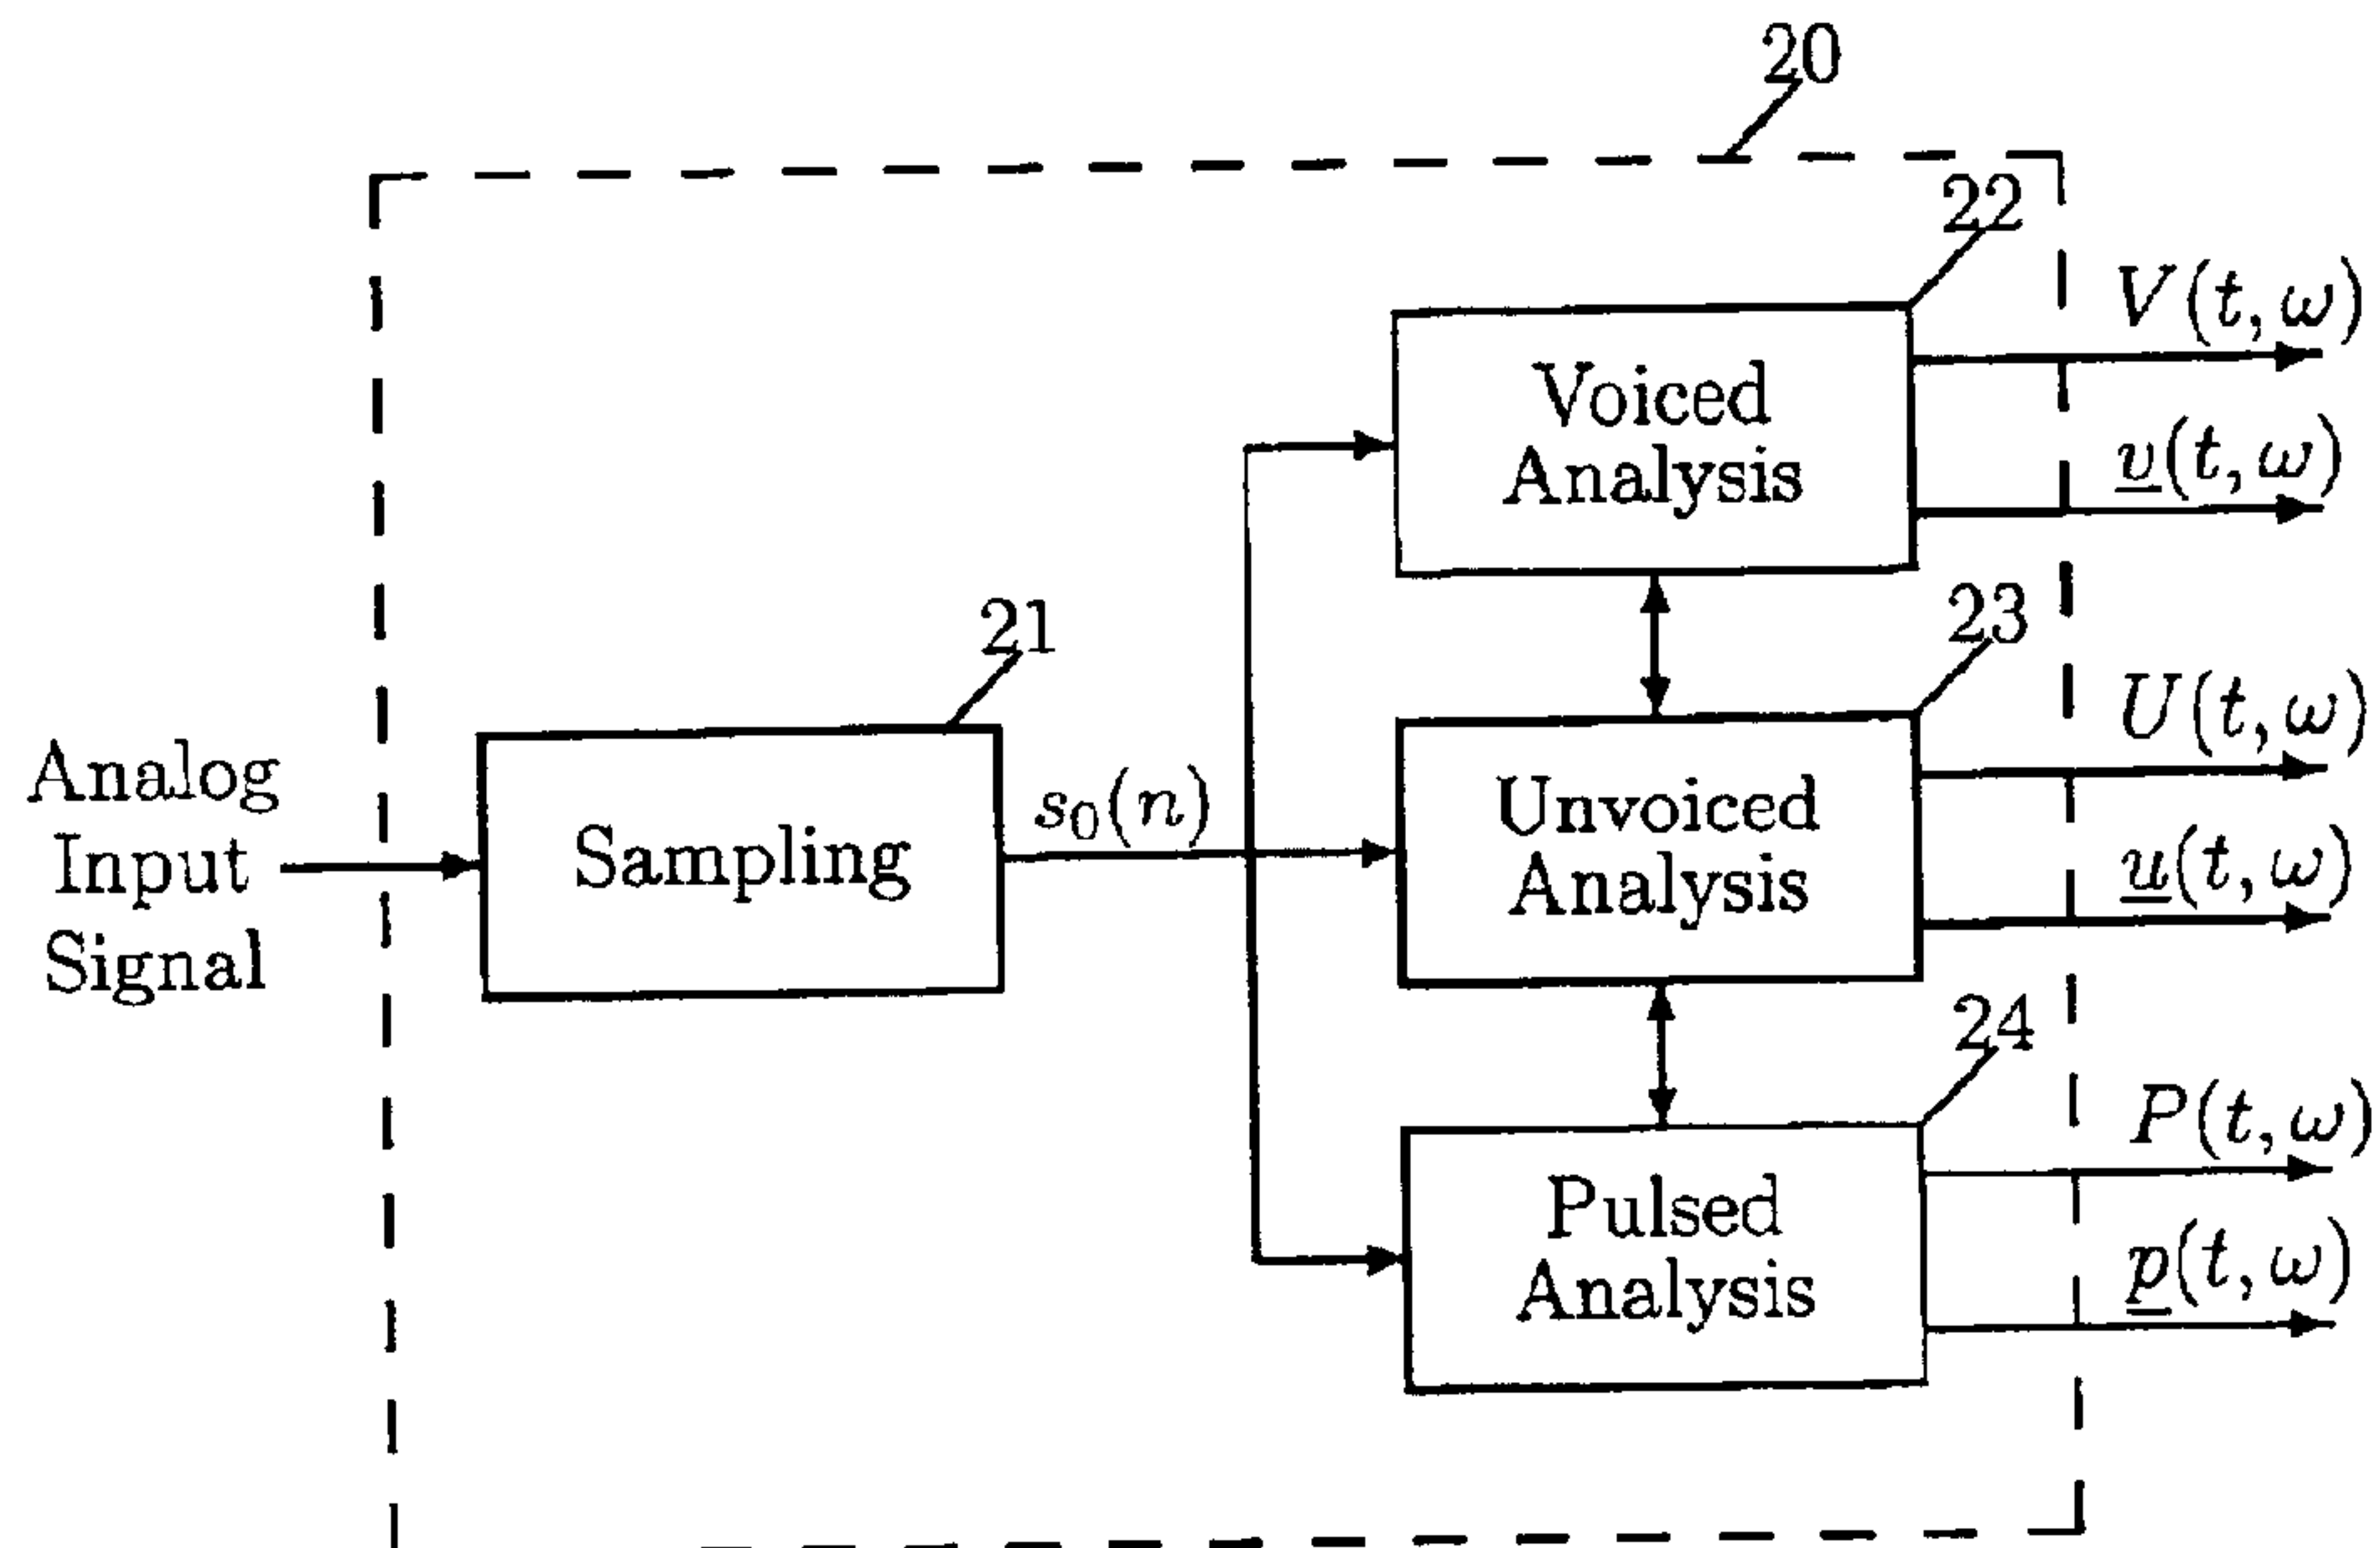 20
22
V(t, ω)
Voiced
Analysis
v(t, ω)
21
23
U(t, ω)
Analog
Input
Signal
Sampling
s₀(n)
Unvoiced
Analysis
u(t, ω)
24
P(t, ω)
Pulsed
Analysis
p(t, ω)